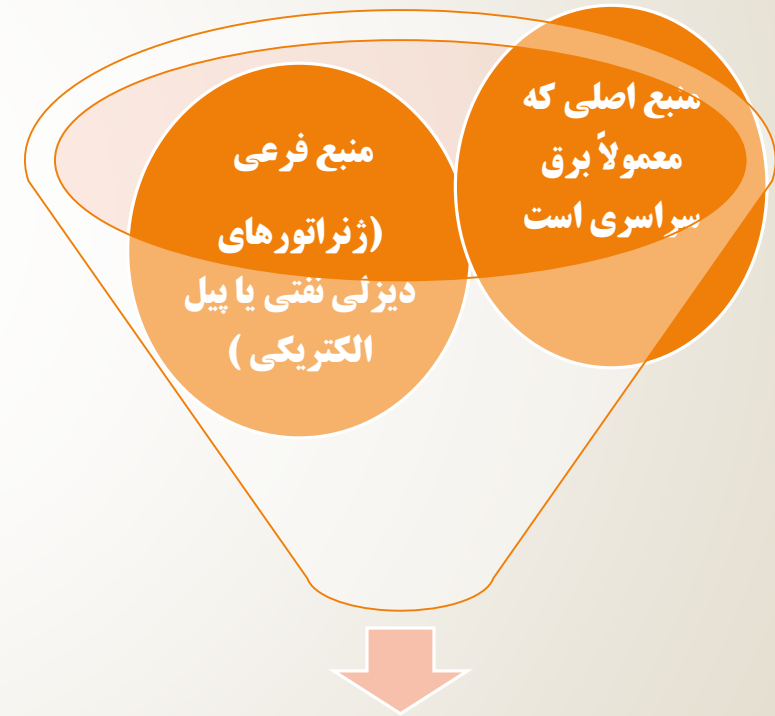 منبع اصلی که
معمولاً برق
سراسری است
منبع فرعی
(ژنراتورهای
دیزلی نفتی یا پیل
الکتریکی )